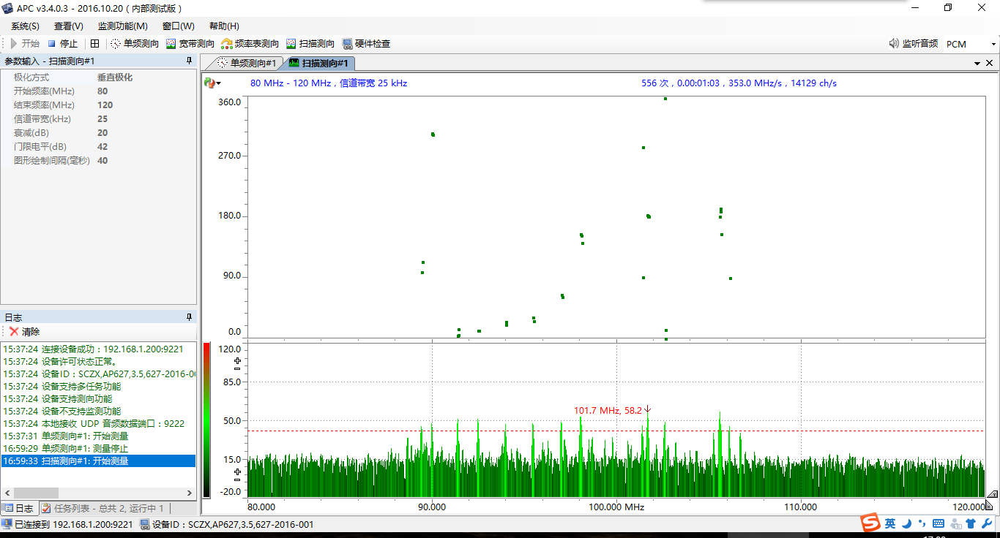 APC v3.4.0.3 - 2016.10.20 ( 内部测试版 )
系统(S) 查看(V) 监测功能(M) 窗口(W) 帮助(H)
开始 停止 单频测向 宽带测向 频率表测向 扫描测向 硬件检查 监听音频 PCM
参数输入 - 扫描测向#1
极化方式 垂直极化
开始频率(MHz) 80
结束频率(MHz) 120
信道带宽(kHz) 25
衰减(dB) 20
门限电平(dB) 42
图形绘制间隔(毫秒) 40
日志
清除
15:37:24 连接设备成功 : 192.168.1.200:9221
15:37:24 设备许可状态正常。
15:37:24 设备ID : SCZX,AP627,3.5,627-2016-0
15:37:24 设备支持多任务功能
15:37:24 设备支持测向功能
15:37:24 设备不支持监测功能
15:37:24 本地接收 UDP 音频数据端口 : 9222
15:37:31 单频测向#1: 开始测量
16:59:29 单频测向#1: 测量停止
16:59:33 扫描测向#1: 开始测量
日志 任务列表 - 总共 2, 运行中 1
单频测向#1 扫描测向#1
80 MHz - 120 MHz , 信道带宽 25 kHz 556 次 , 0.00:01:03 , 353.0 MHz/s , 14129 ch/s
360.0
270.0
180.0
90.0
0.0
120.0
85.0
101.7 MHz, 58.2
50.0
15.0
-20.0
80.000 90.000 100.000 MHz 110.000 120.000
已连接到 192.168.1.200:9221 设备ID : SCZX,AP627,3.5,627-2016-001
S 英